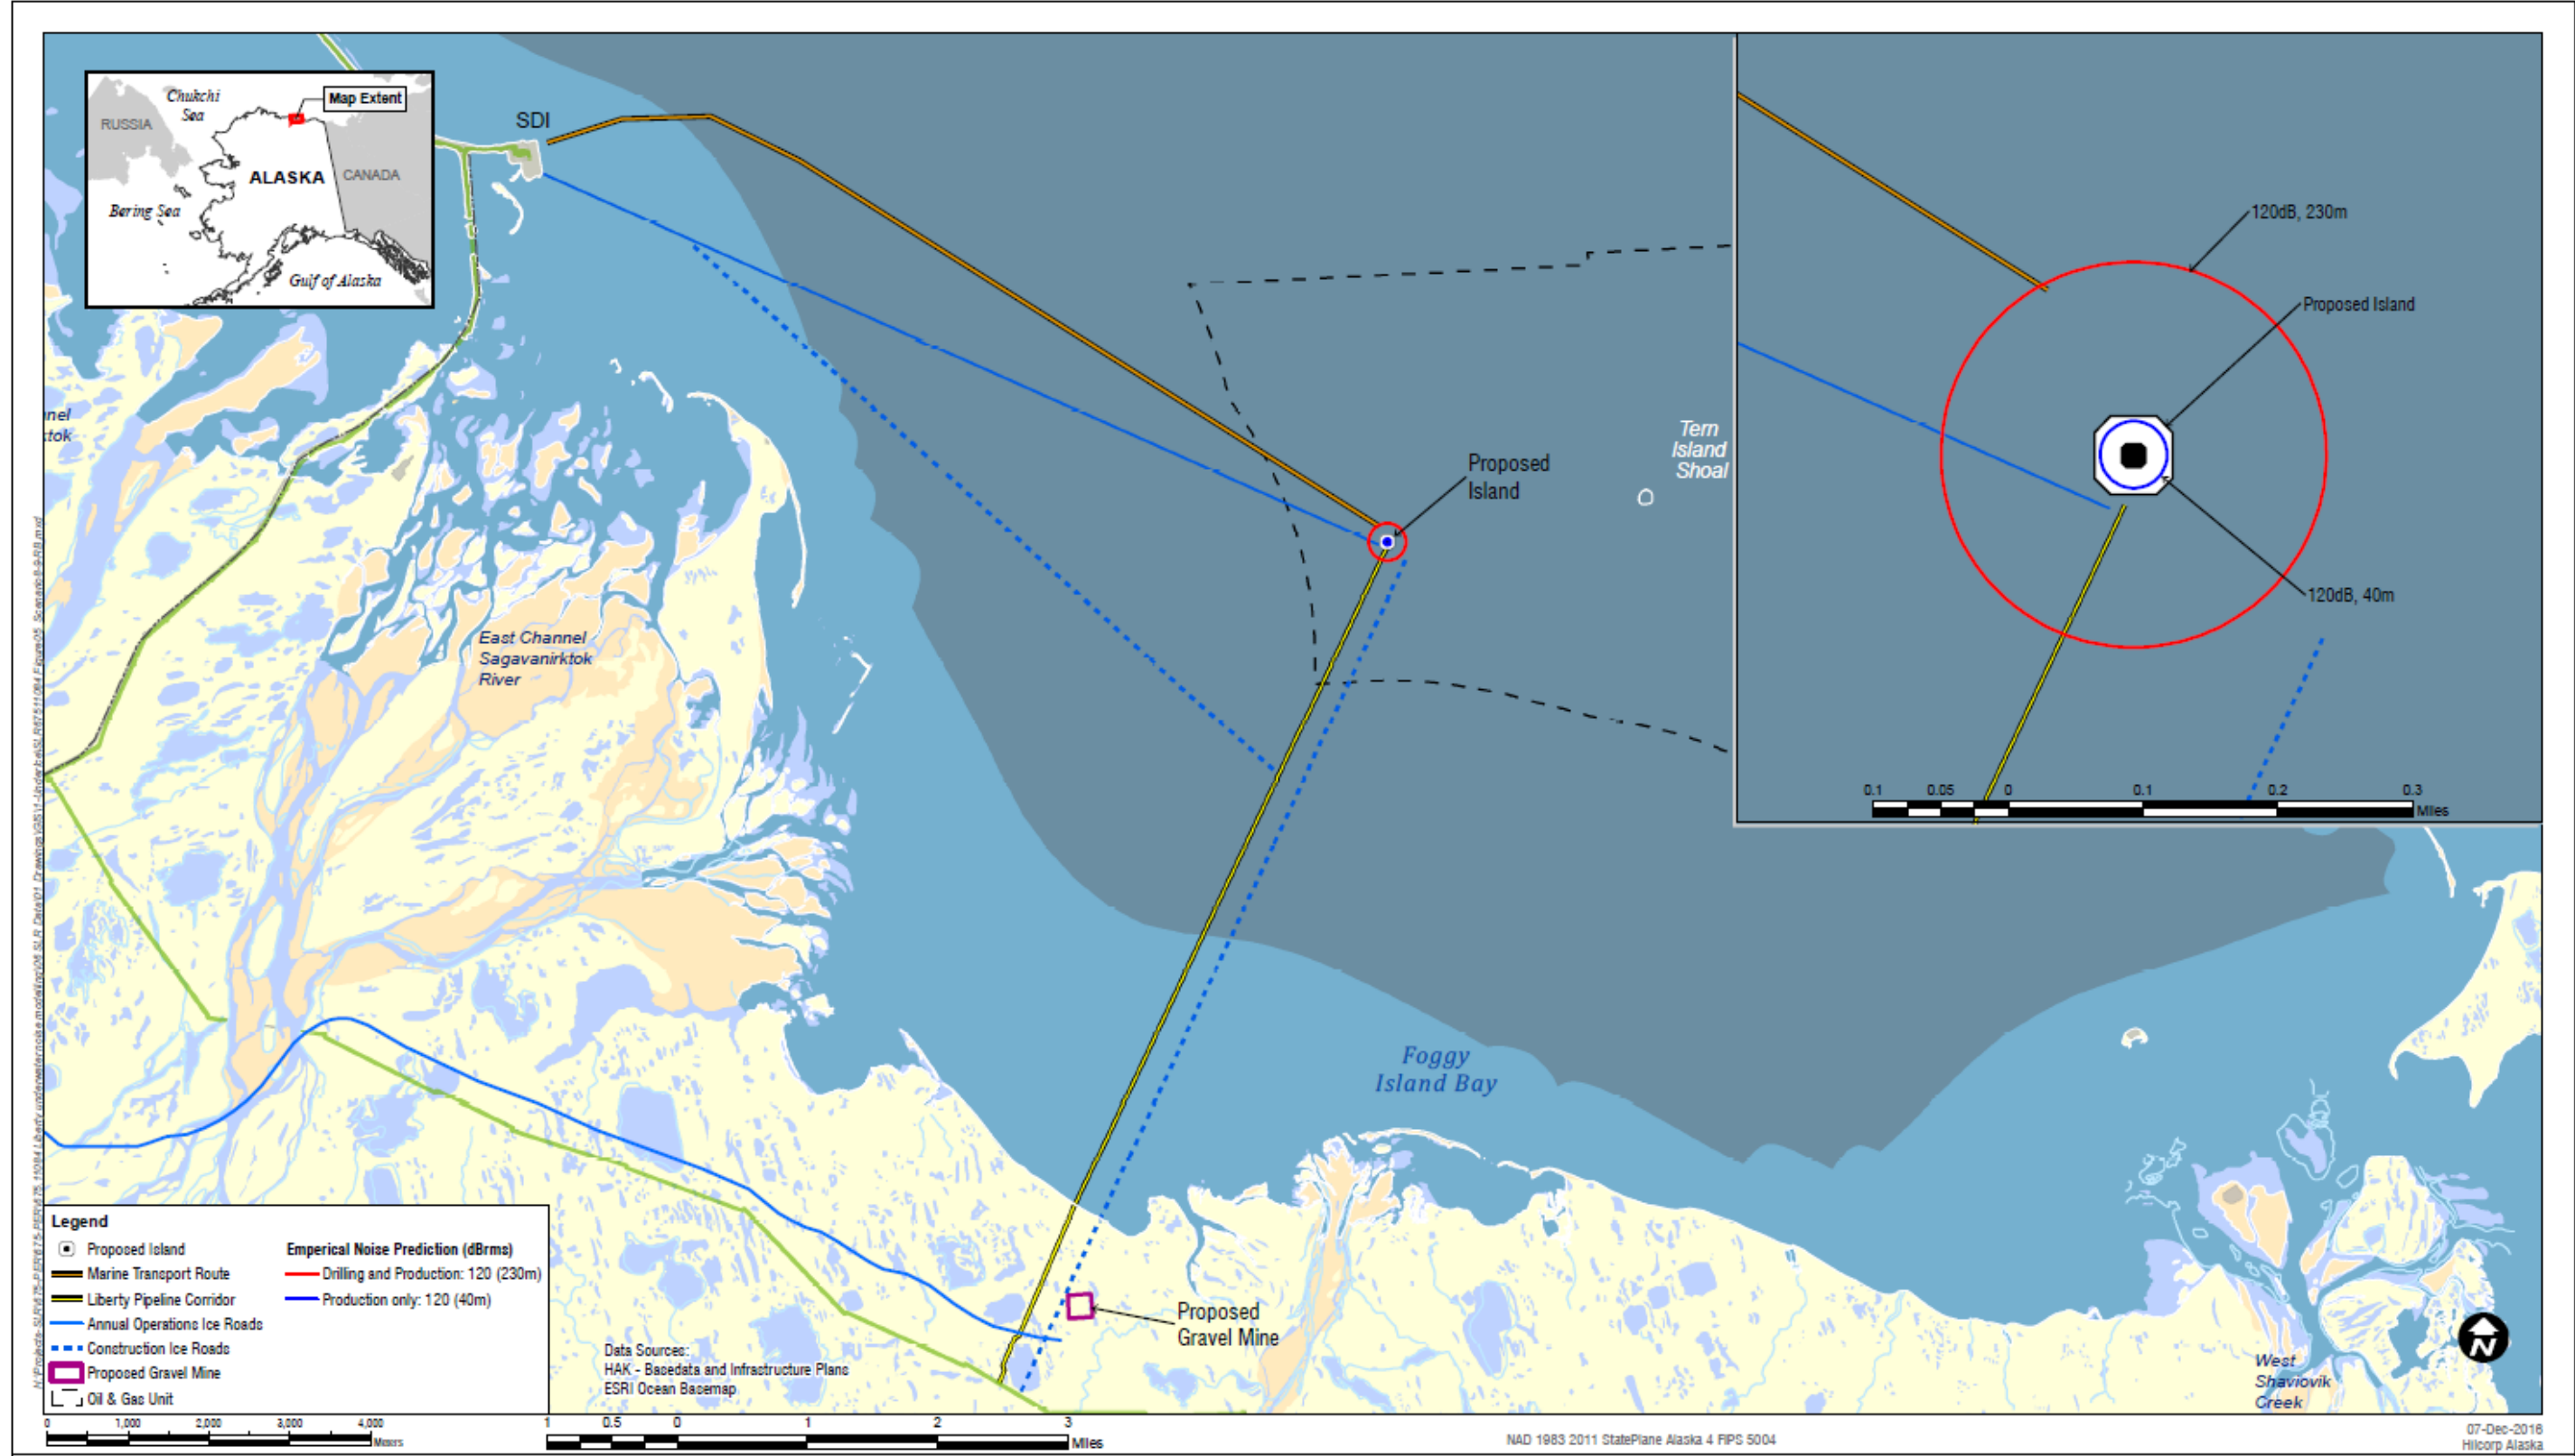 Chukchi
Sea
Map Extent
RUSSIA
ALASKA
CANADA
Bering Sea
Gulf of Alaska
SDI
120dB, 230m
Proposed Island
120dB, 40m
0.1 0.05 0 0.1 0.2 0.3
Miles
nel
ktok
Tern
Island
Shoal
Proposed
Island
East Channel
Sagavanirktok
River
Foggy
Island Bay
Legend
Proposed Island
Marine Transport Route
Liberty Pipeline Corridor
Annual Operations Ice Roads
Construction Ice Roads
Proposed Gravel Mine
Oil & Gas Unit
Emperical Noise Prediction (dBrms)
Drilling and Production: 120 (230m)
Production only: 120 (40m)
Proposed
Gravel Mine
Data Sources:
HAK - Basedata and Infrastructure Plans
ESRI Ocean Basemap
West
Shaviovik
Creek
N
0 1,000 2,000 3,000 4,000
Meters
1 0.5 0 1 2 3
Miles
NAD 1983 2011 StatePlane Alaska 4 FIPS 5004
07-Dec-2016
Hilcorp Alaska